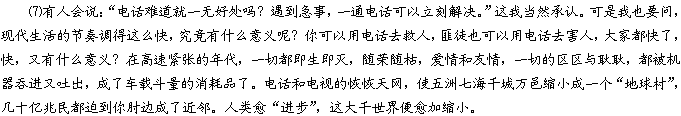 ⑺有人会说：“电话难道就一无好处吗？遇到急事，一通电话可以立刻解决。”这我当然承认。可是我也要问，
现代生活的节奏调得这么快，究竟有什么意义呢？你可以用电话去救人，匪徒也可以用电话去害人，大家都快了，
快，又有什么意义？在高速紧张的年代，一切都即生即灭，随荣随枯，爱情和友情，一切的区区与耿耿，都被机
器吞进又吐出，成了车载斗量的消耗品了。电话和电视的恢恢天网，使五洲七海千城万邑缩小成一个“地球村”，
几十亿兆民都迫到你肘边成了近邻。人类愈“进步”，这大千世界便愈加缩小。